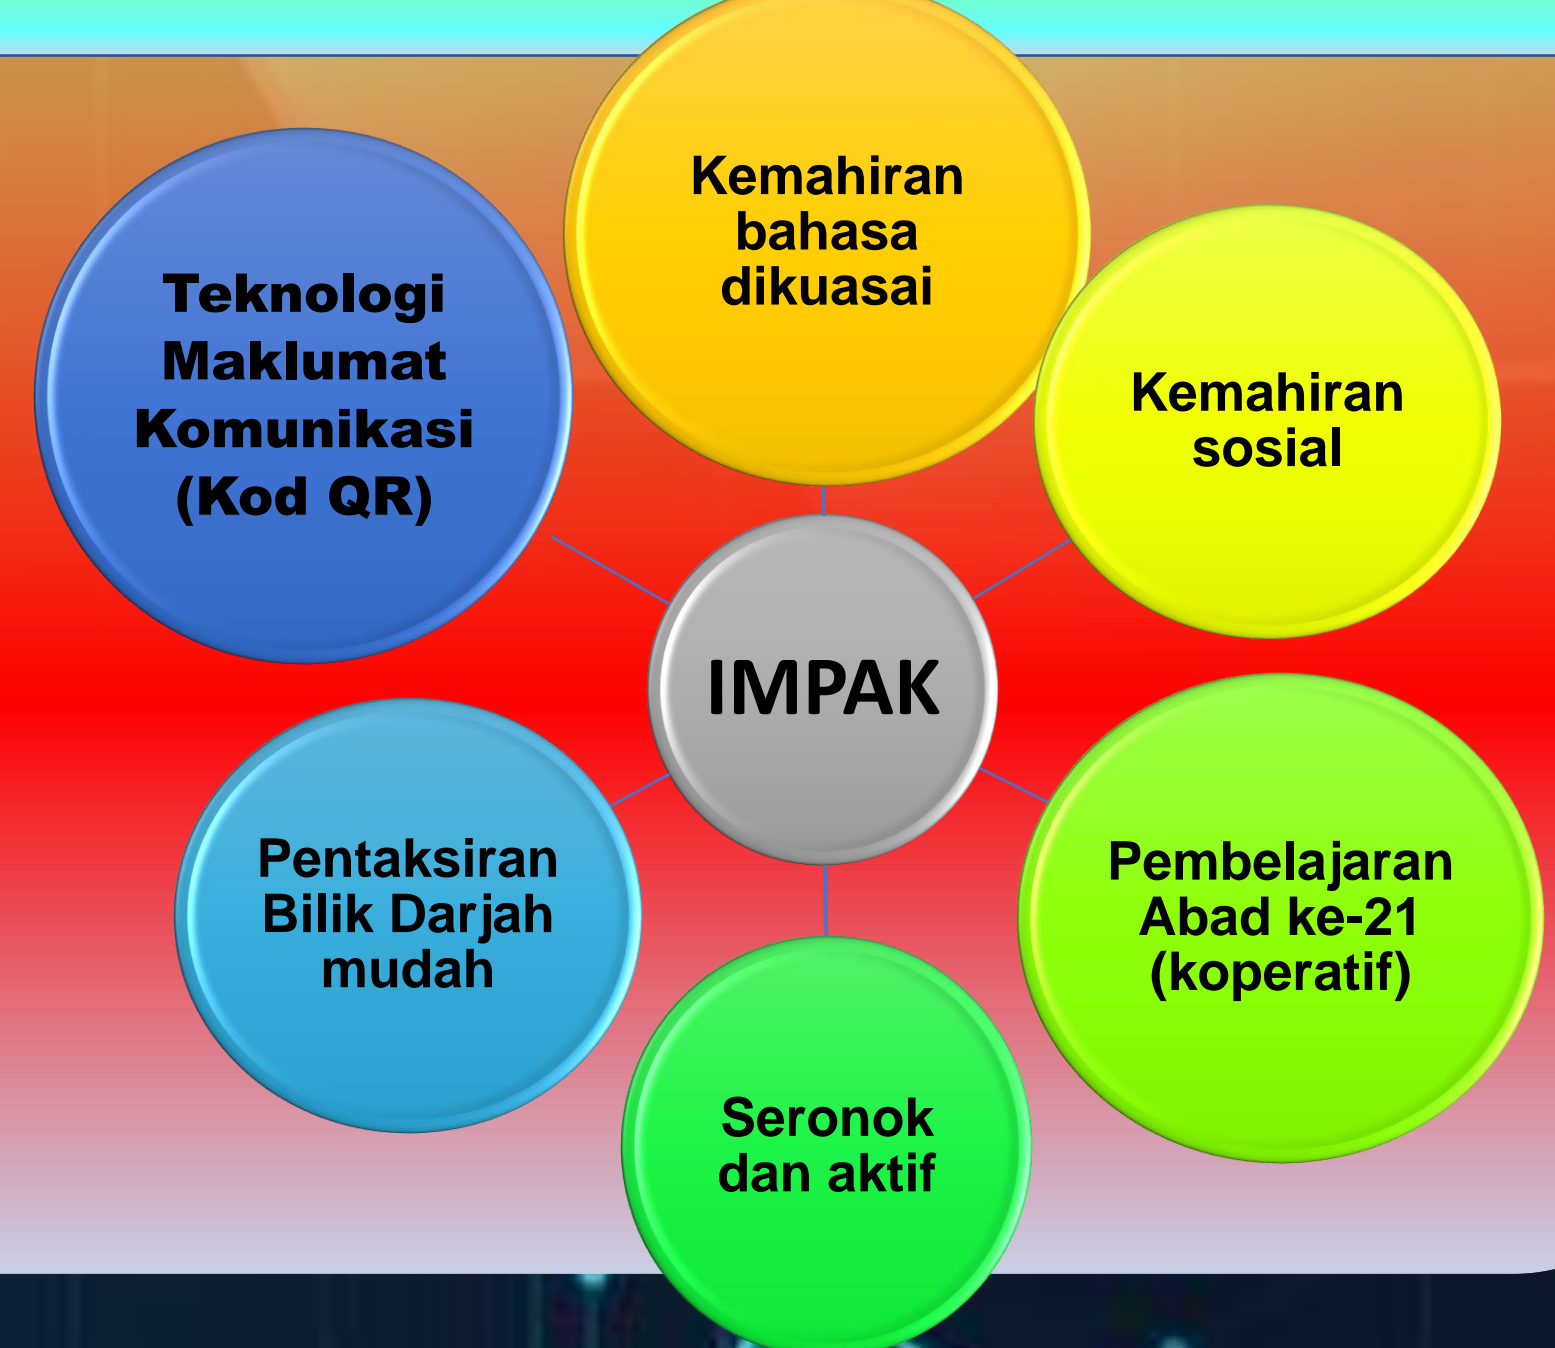 Kemahiran
bahasa
dikuasai
Teknologi
Maklumat
Komunikasi
(Kod QR)
Kemahiran
sosial
IMPAK
Pentaksiran
Bilik Darjah
mudah
Pembelajaran
Abad ke-21
(koperatif)
Seronok
dan aktif